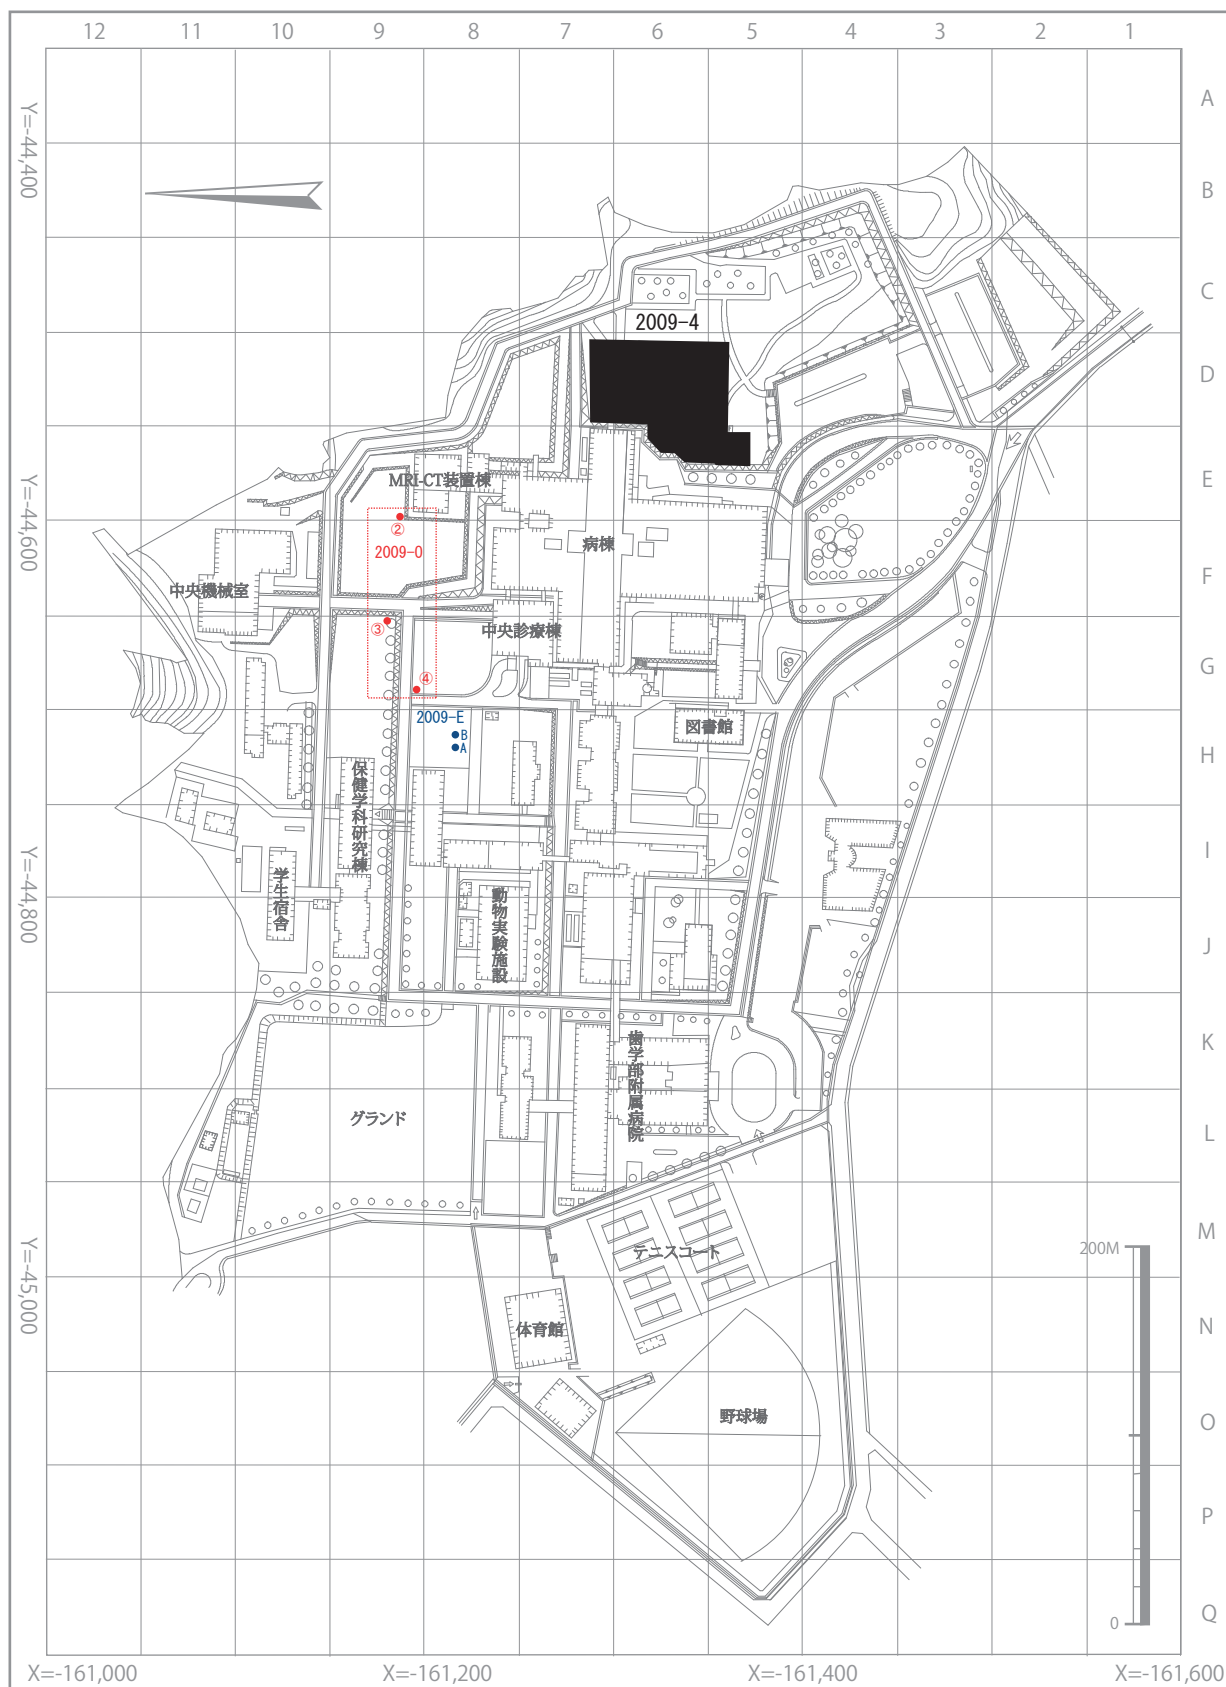 12 11 10 9 8 7 6 5 4 3 2 1
A
Y=-44,400
B
C
2009-4
D
MRI-CT装置棟
E
Y=-44,600
②
病棟
2009-0
F
中央機械室
③
中央診療棟
G
④
2009-E
図書館
B
A
H
保健学科研究棟
Y=-44,800
I
学生宿舎
動物実験施設
J
歯学部附属病院
K
グランド
L
M
テニスコート
200M
Y=-45,000
体育館
N
野球場
O
P
0
Q
X=-161,000 X=-161,200 X=-161,400 X=-161,600